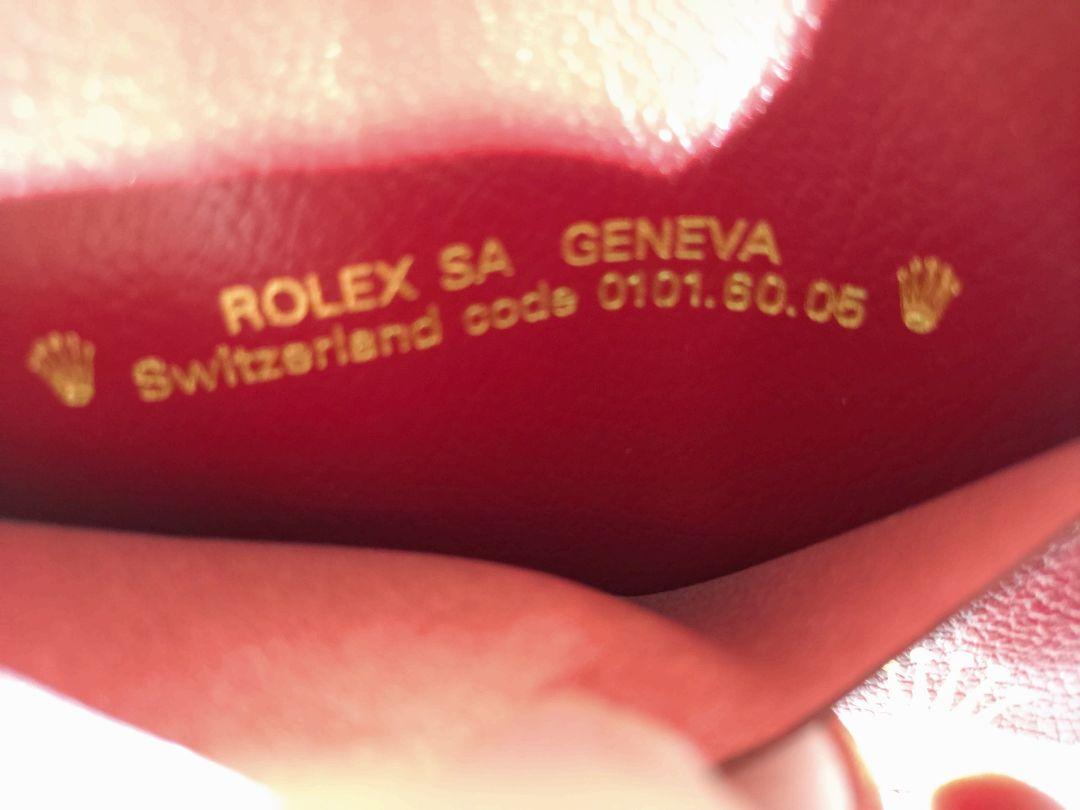 ROLEX SA GENEVA
Switzerland code 0101.60.05